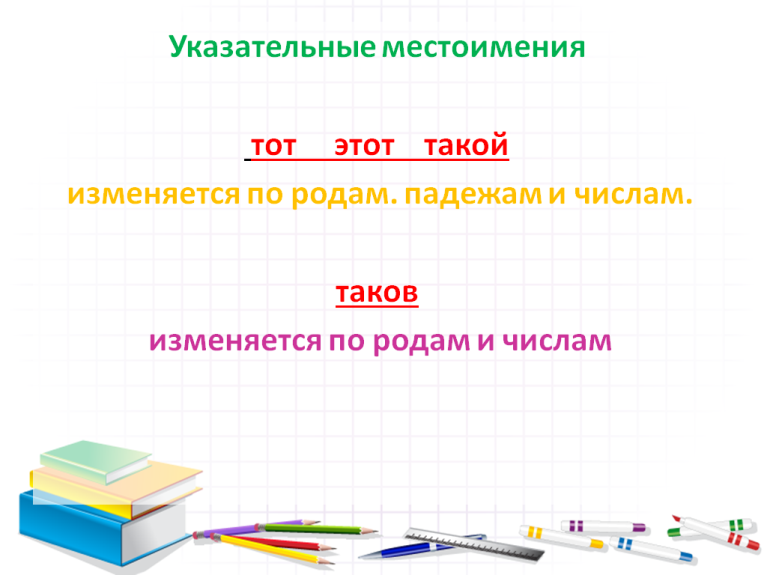 Указательные местоимения
тот этот такой
изменяется по родам. падежам и числам.
таков
изменяется по родам и числам